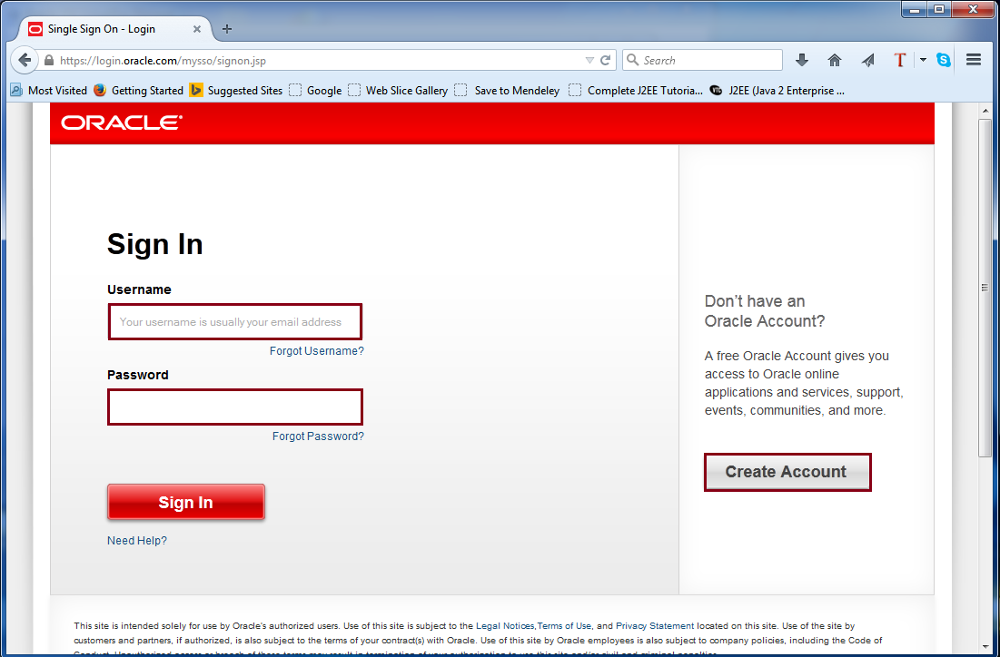 Single Sign On - Login
https://login.oracle.com/mysso/signon.jsp
Search
Most Visited Getting Started Suggested Sites Google Web Slice Gallery Save to Mendeley Complete J2EE Tutoria... J2EE (Java 2 Enterprise ...
ORACLE
Sign In
Username
Your username is usually your email address
Forgot Username?
Password
Forgot Password?
Sign In
Need Help?
Don't have an
Oracle Account?
A free Oracle Account gives you
access to Oracle online
applications and services, support,
events, communities, and more.
Create Account
This site is intended solely for use by Oracle's authorized users. Use of this site is subject to the Legal Notices,Terms of Use, and Privacy Statement located on this site. Use of the site by
customers and partners, if authorized, is also subject to the terms of your contract(s) with Oracle. Use of this site by Oracle employees is also subject to company policies, including the Code of